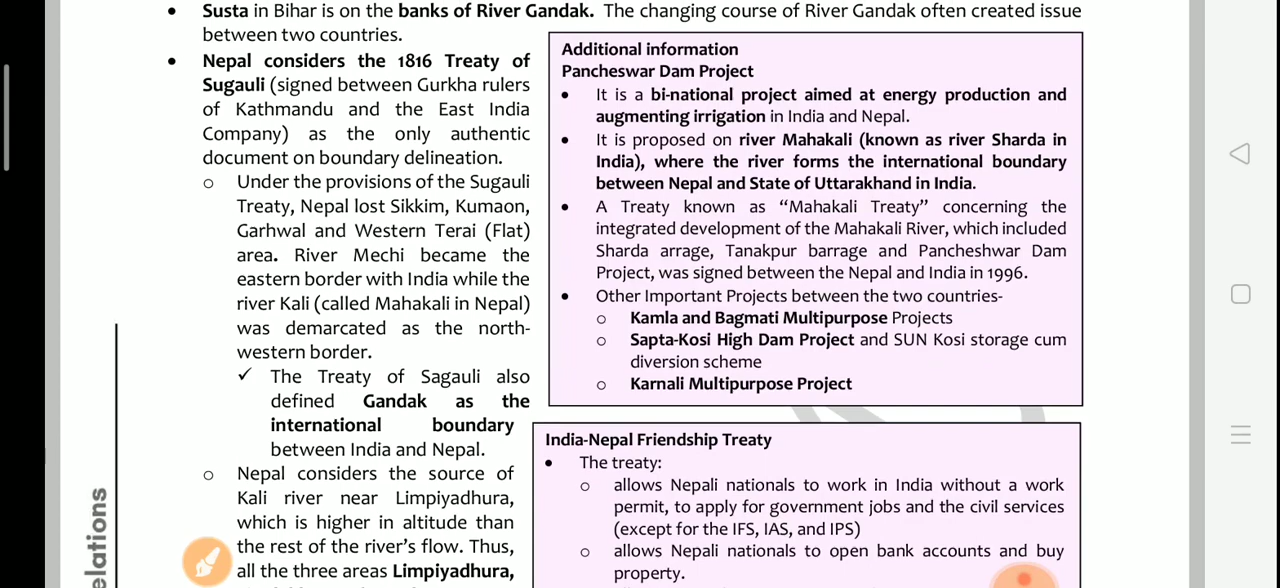 • Susta in Bihar is on the banks of River Gandak. The changing course of River Gandak often created issue
between two countries.
• Nepal considers the 1816 Treaty of
Sugauli (signed between Gurkha rulers
of Kathmandu and the East India
Company) as the only authentic
document on boundary delineation.
o Under the provisions of the Sugauli
Treaty, Nepal lost Sikkim, Kumaon,
Garhwal and Western Terai (Flat)
area. River Mechi became the
eastern border with India while the
river Kali (called Mahakali in Nepal)
was demarcated as the north-
western border.
✓ The Treaty of Sagauli also
defined Gandak as the
international boundary
between India and Nepal.
o Nepal considers the source of
Kali river near Limpiyadhura,
which is higher in altitude than
the rest of the river's flow. Thus,
all the three areas Limpiyadhura,
Additional information
Pancheswar Dam Project
• It is a bi-national project aimed at energy production and
augmenting irrigation in India and Nepal.
• It is proposed on river Mahakali (known as river Sharda in
India), where the river forms the international boundary
between Nepal and State of Uttarakhand in India.
• A Treaty known as “Mahakali Treaty” concerning the
integrated development of the Mahakali River, which included
Sharda arrage, Tanakpur barrage and Pancheshwar Dam
Project, was signed between the Nepal and India in 1996.
• Other Important Projects between the two countries-
o Kamla and Bagmati Multipurpose Projects
o Sapta-Kosi High Dam Project and SUN Kosi storage cum
diversion scheme
o Karnali Multipurpose Project
India-Nepal Friendship Treaty
• The treaty:
o allows Nepali nationals to work in India without a work
permit, to apply for government jobs and the civil services
(except for the IFS, IAS, and IPS)
o allows Nepali nationals to open bank accounts and buy
property.
elations